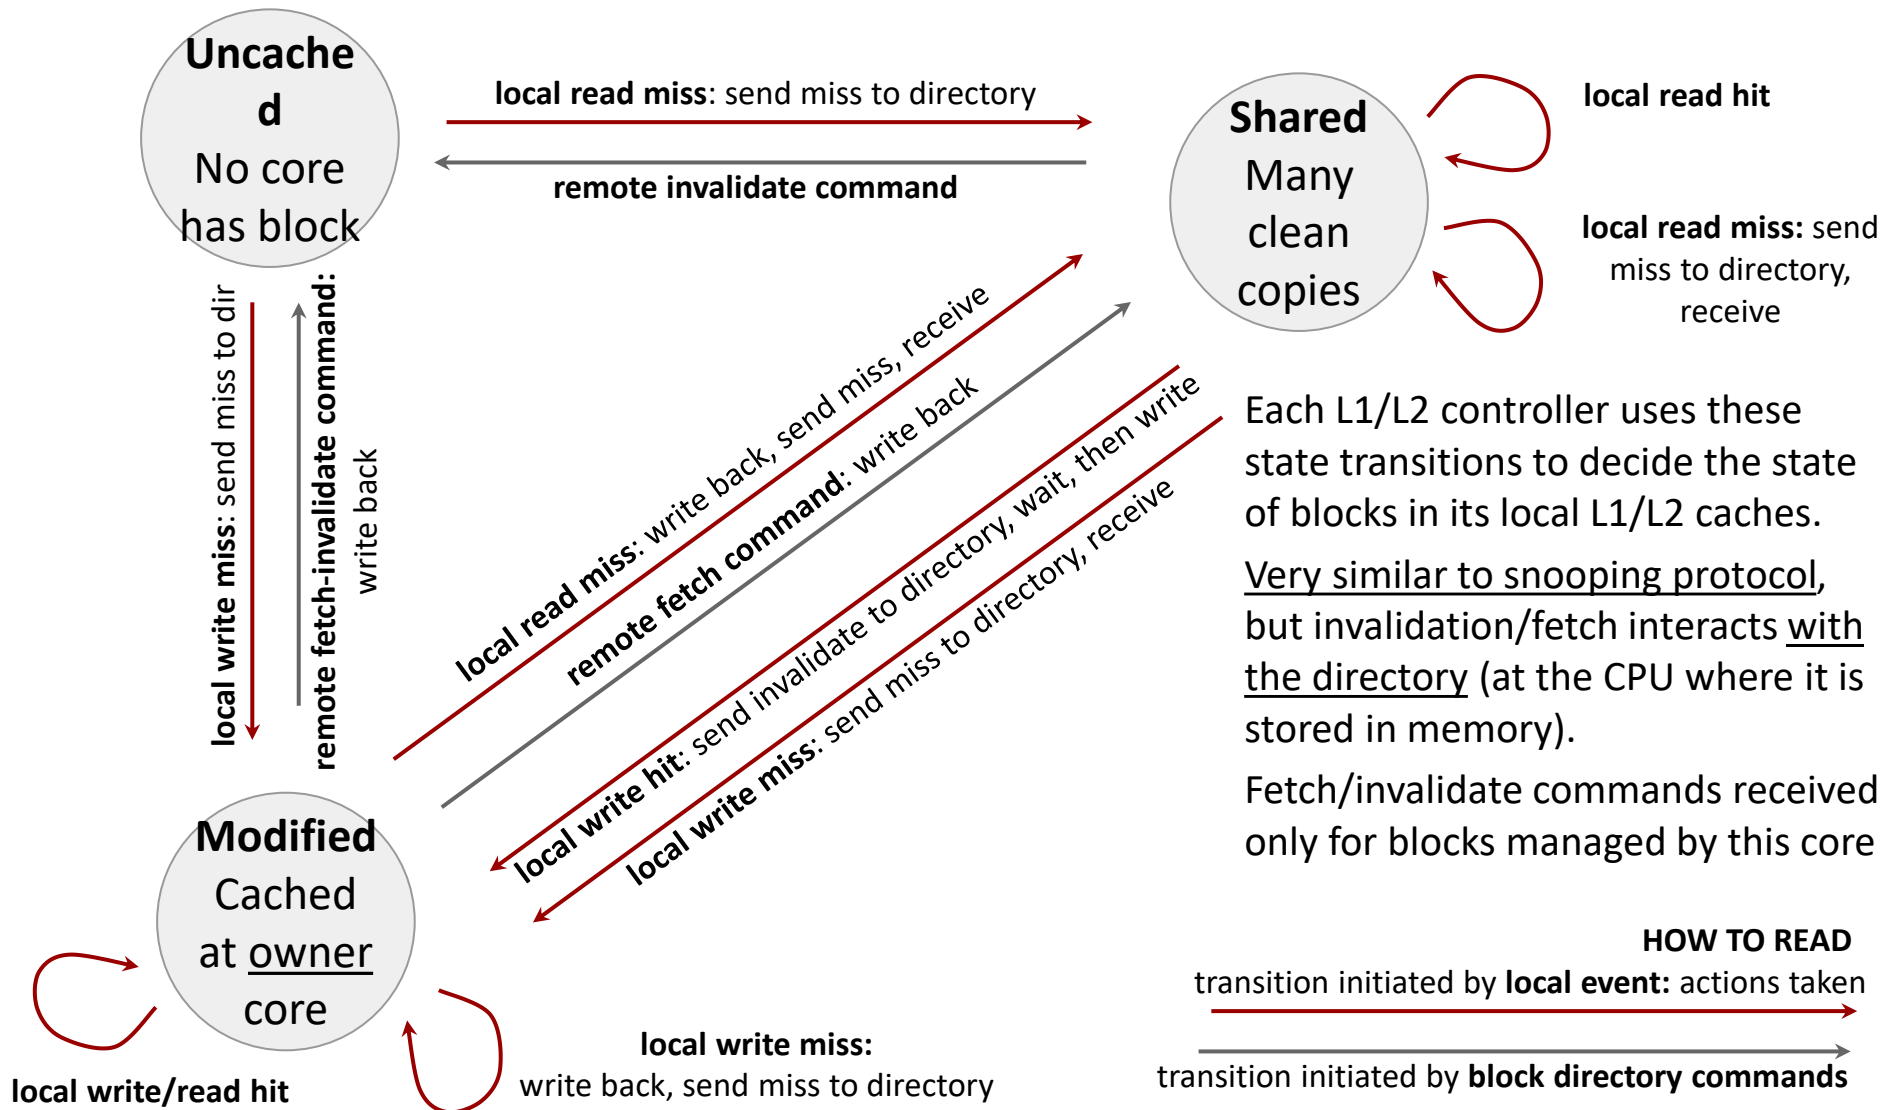 Uncache
d
No core
has block
local read miss: send miss to directory
remote invalidate command
Shared
Many
clean
copies
local read hit
local read miss: send
miss to directory,
receive
local write miss: send miss to dir
remote fetch-invalidate command:
write back
local read miss: write back, send miss, receive
remote fetch command: write back
local write hit: send invalidate to directory, wait, then write
local write miss: send miss to directory, receive
Each L1/L2 controller uses these
state transitions to decide the state
of blocks in its local L1/L2 caches.
Very similar to snooping protocol,
but invalidation/fetch interacts with
the directory (at the CPU where it is
stored in memory).
Fetch/invalidate commands received
only for blocks managed by this core
Modified
Cached
at owner
core
local write/read hit
local write miss:
write back, send miss to directory
HOW TO READ
transition initiated by local event: actions taken
transition initiated by block directory commands